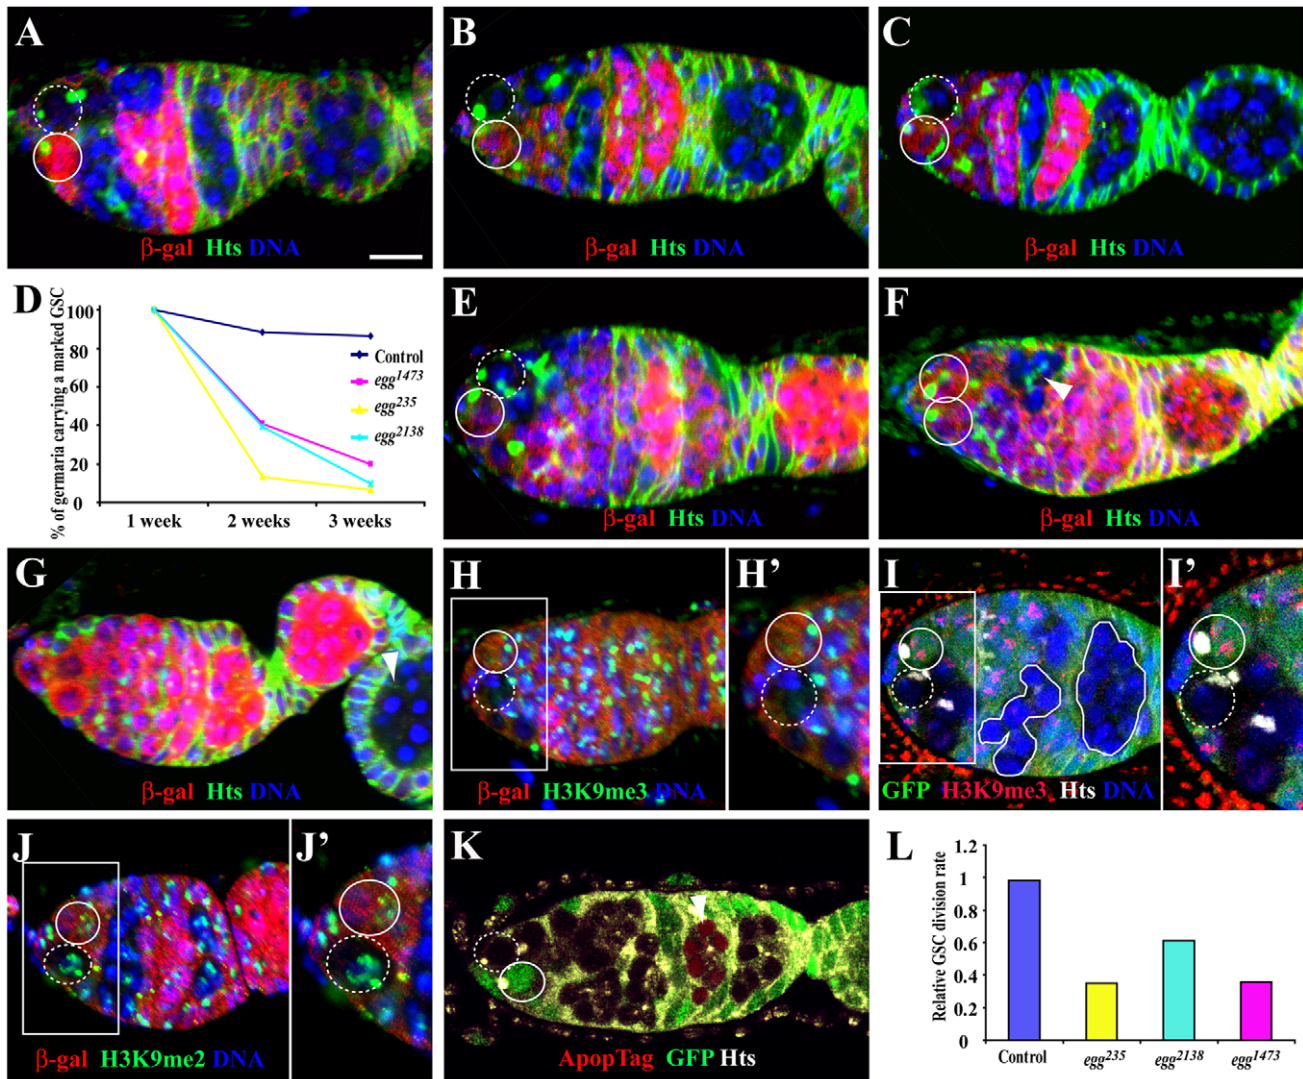 A
β-gal Hts DNA
B
β-gal Hts DNA
C
β-gal Hts DNA
D
% of germaria carrying a marked GSC
100
80
60
40
20
0
1 week 2 weeks 3 weeks
Control
egg1473
egg235
egg2138
E
β-gal Hts DNA
F
β-gal Hts DNA
G
β-gal Hts DNA
H
β-gal H3K9me3 DNA
H’
I
GFP H3K9me3 Hts DNA
I’
J
β-gal H3K9me2 DNA
J’
K
ApopTag GFP Hts
L
Relative GSC division rate
1.2
1
0.8
0.6
0.4
0.2
0
Control egg235 egg2138 egg1473